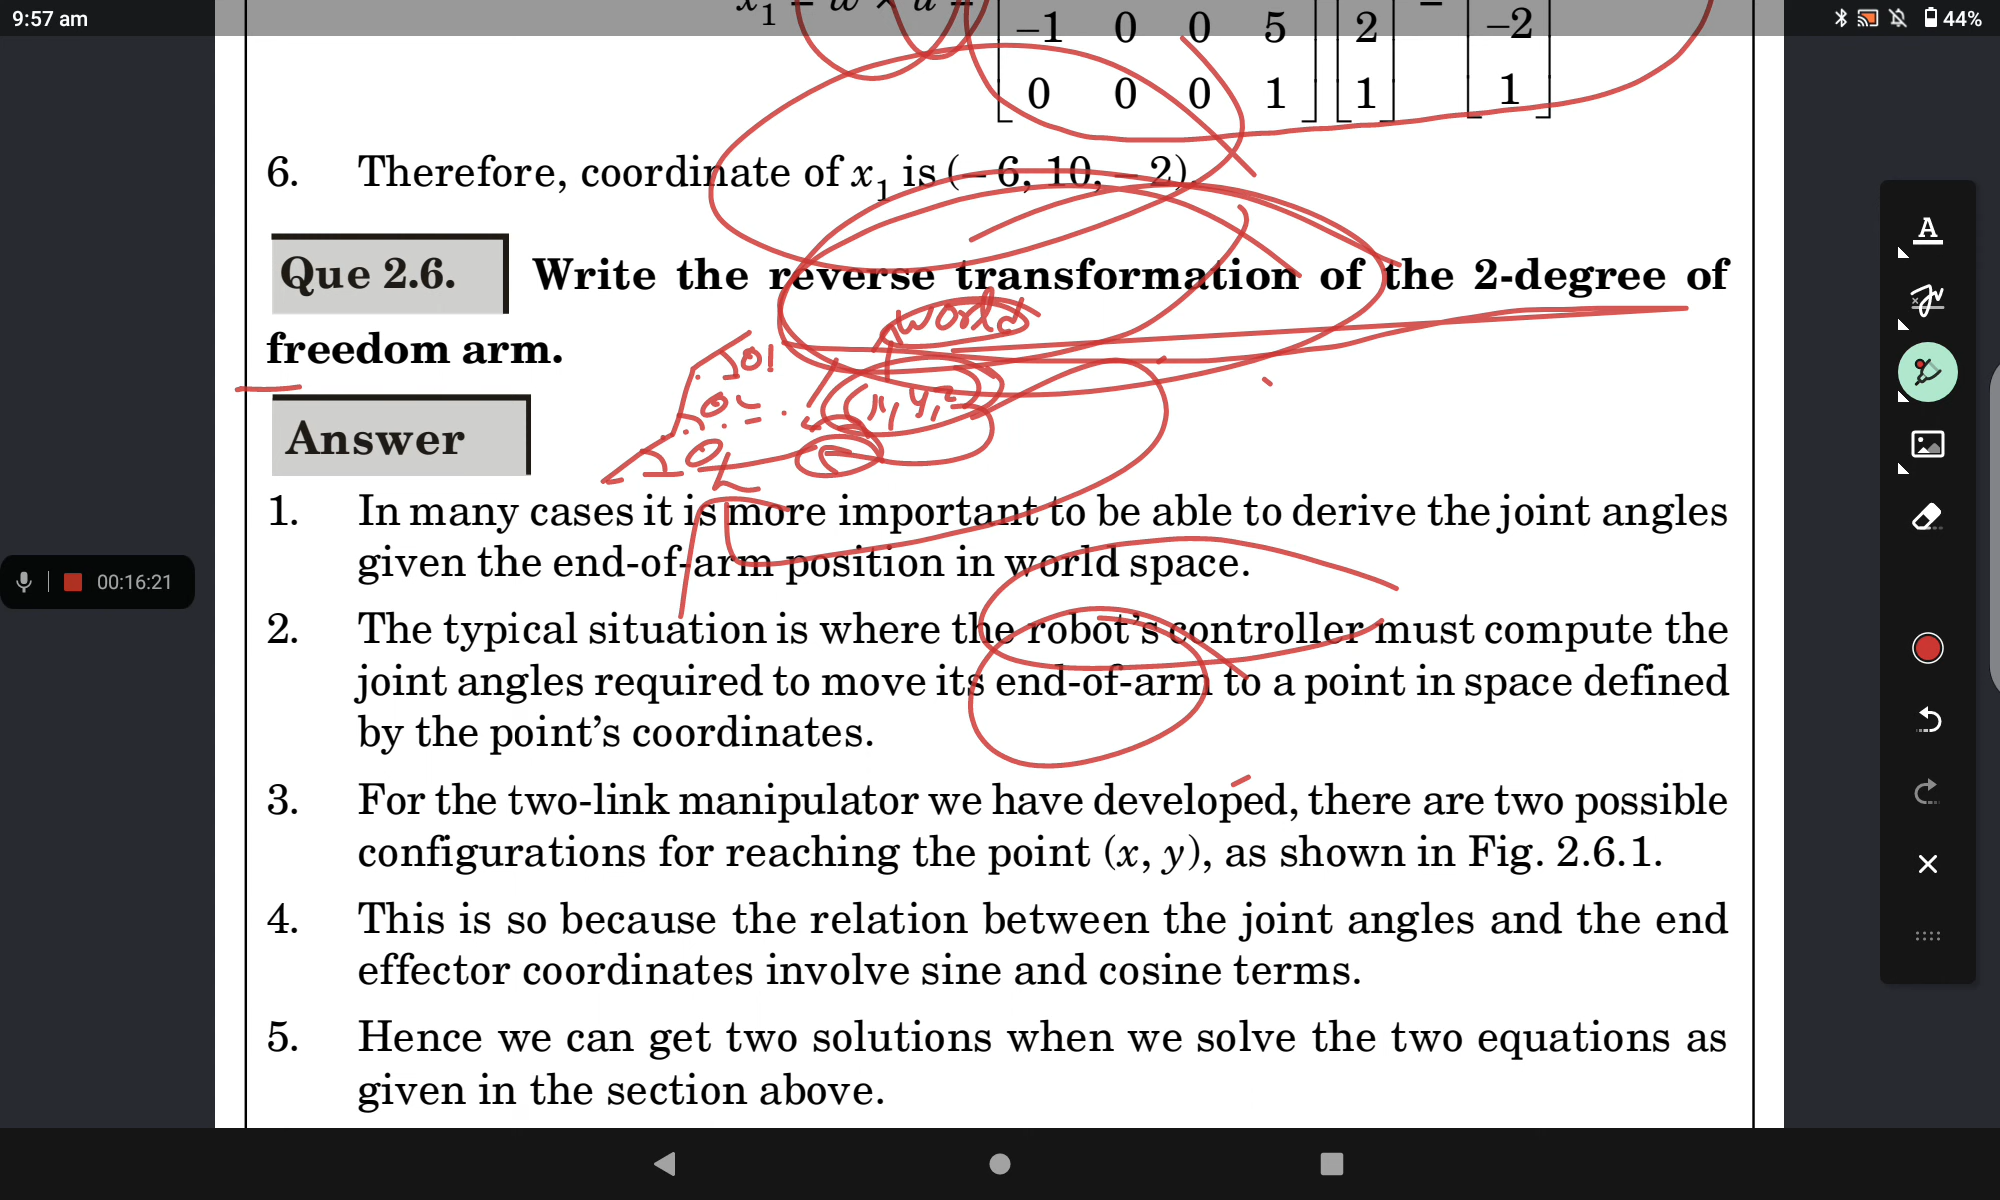 9:57 am
44%
-1 0 0 5 2 -2
0 0 0 1 1 1
6. Therefore, coordinate of x1 is (– 6, 10, – 2).
Que 2.6. Write the reverse transformation of the 2-degree of
freedom arm.
world
Answer
1. In many cases it is more important to be able to derive the joint angles
given the end-of-arm position in world space.
00:16:21
2. The typical situation is where the robot's controller must compute the
joint angles required to move its end-of-arm to a point in space defined
by the point's coordinates.
3. For the two-link manipulator we have developed, there are two possible
configurations for reaching the point (x, y), as shown in Fig. 2.6.1.
4. This is so because the relation between the joint angles and the end
effector coordinates involve sine and cosine terms.
5. Hence we can get two solutions when we solve the two equations as
given in the section above.